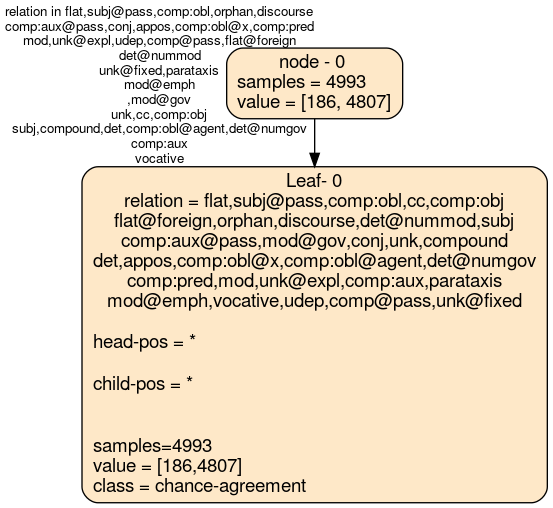 relation in flat,subj@pass,comp:obl,orphan,discourse
comp:aux@pass,conj,appos,comp:obl@x,comp:pred
mod,unk@expl,udep,comp@pass,flat@foreign
det@nummod
unk@fixed,parataxis
mod@emph
,mod@gov
unk,cc,comp:obj
subj,compound,det,comp:obl@agent,det@numgov
comp:aux
vocative
node - 0
samples = 4993
value = [186, 4807]
Leaf- 0
relation = flat,subj@pass,comp:obl,cc,comp:obj
flat@foreign,orphan,discourse,det@nummod,subj
comp:aux@pass,mod@gov,conj,unk,compound
det,appos,comp:obl@x,comp:obl@agent,det@numgov
comp:pred,mod,unk@expl,comp:aux,parataxis
mod@emph,vocative,udep,comp@pass,unk@fixed
head-pos = *
child-pos = *
samples=4993
value = [186,4807]
class = chance-agreement